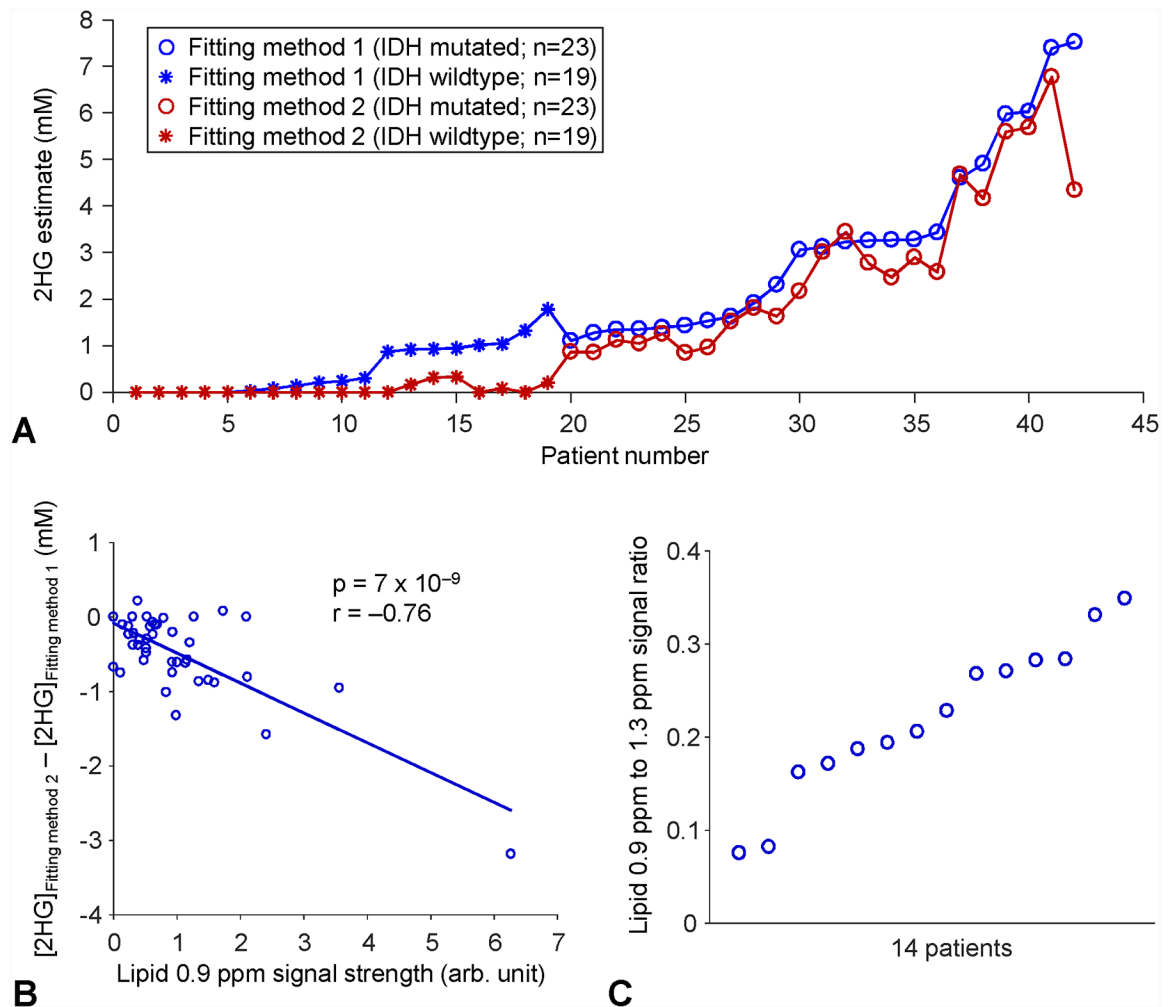 8
7
6
5
4
3
2
1
0
2HG estimate (mM)
Fitting method 1 (IDH mutated; n=23)
Fitting method 1 (IDH wildtype; n=19)
Fitting method 2 (IDH mutated; n=23)
Fitting method 2 (IDH wildtype; n=19)
0 5 10 15 20 25 30 35 40 45
Patient number
A
[2HG]Fitting method 2 – [2HG]Fitting method 1 (mM)
1
0
-1
-2
-3
-4
p = 7 x 10⁻⁹
r = –0.76
0 1 2 3 4 5 6 7
Lipid 0.9 ppm signal strength (arb. unit)
B
Lipid 0.9 ppm to 1.3 ppm signal ratio
0.4
0.3
0.2
0.1
0
14 patients
C